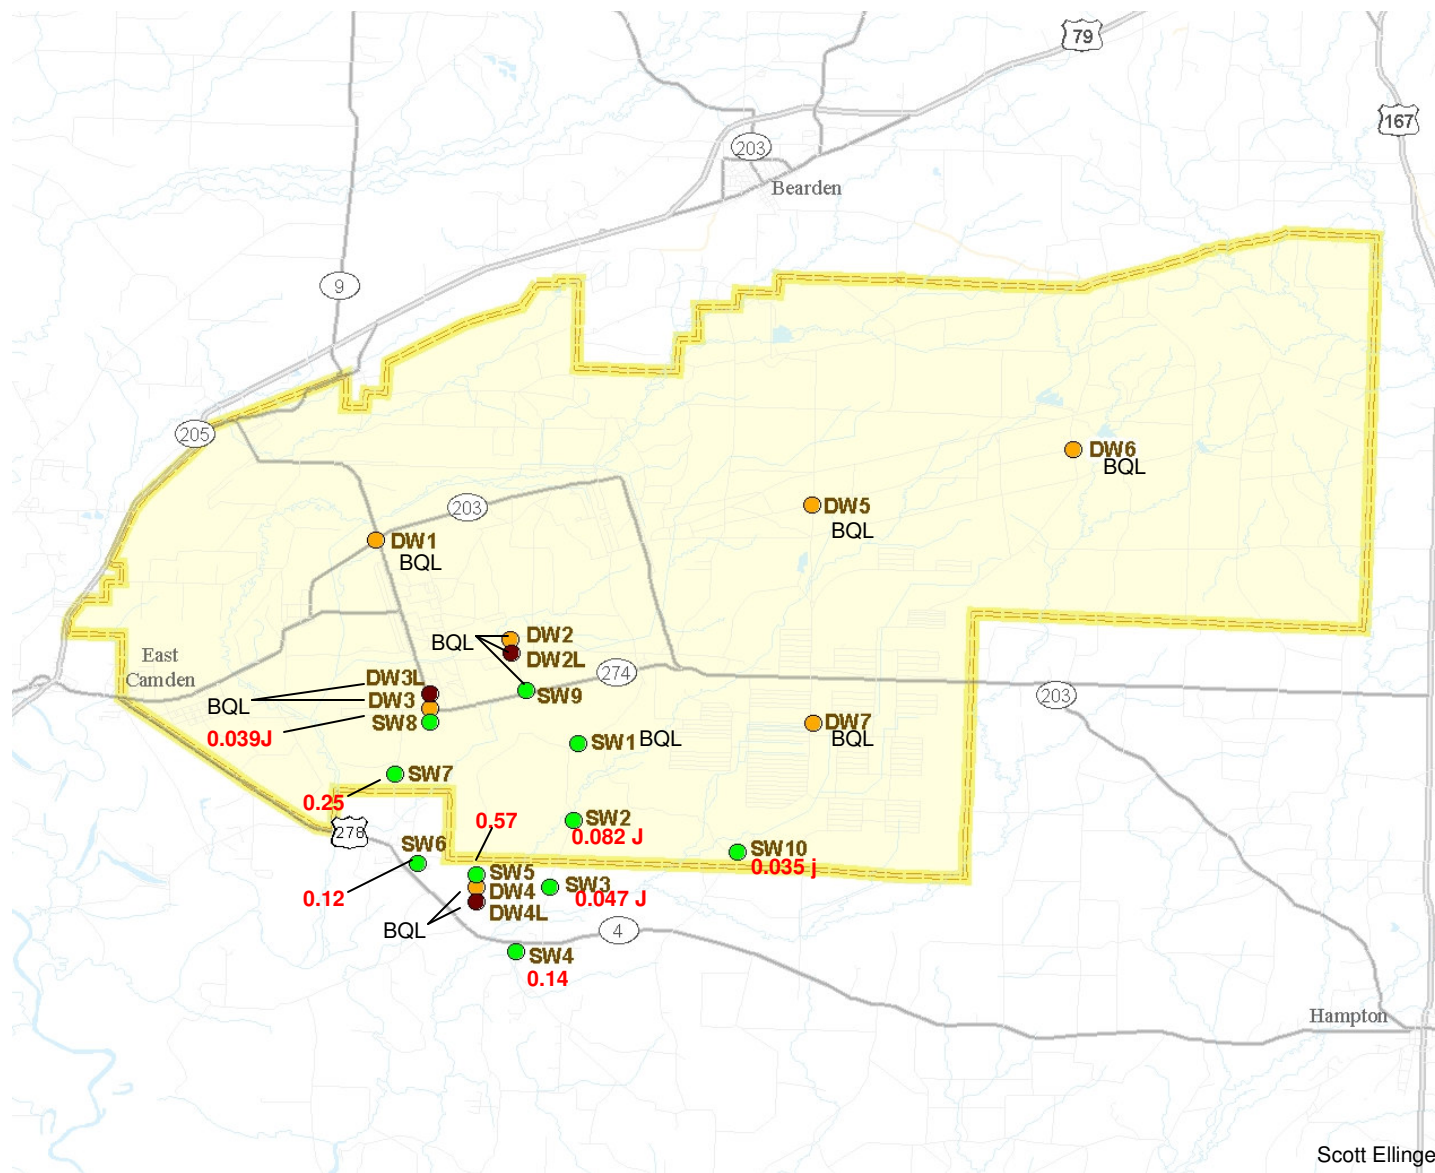 79
167
203
Bearden
9
205
DW6
BQL
DW5
BQL
203
DW1
BQL
DW2
BQL
DW2L
East
Camden
274
DW3L
SW9
203
DW3
BQL
SW8
0.039J
SW1
BQL
DW7
BQL
SW7
0.25
0.57
SW2
0.082 J
278
SW6
SW10
0.035 j
SW5
SW3
DW4
0.12
0.047 J
DW4L
BQL
4
SW4
0.14
Hampton
Scott Ellinge